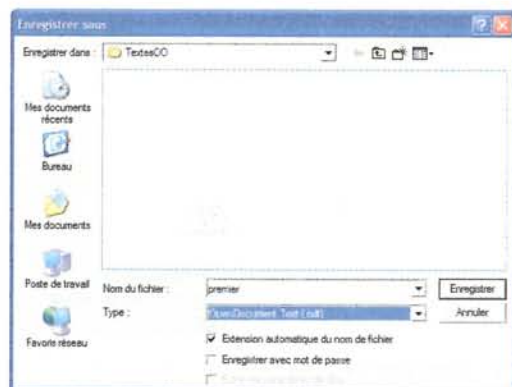 Enregistrer sous
Enregistrer dans : TextesOO
Mes documents
récents
Bureau
Mes documents
Poste de travail
Favoris réseau
Nom du fichier : premier Enregistrer
Type : OpenDocument Text (.odt) Annuler
Extension automatique du nom de fichier
Enregistrer avec mot de passe